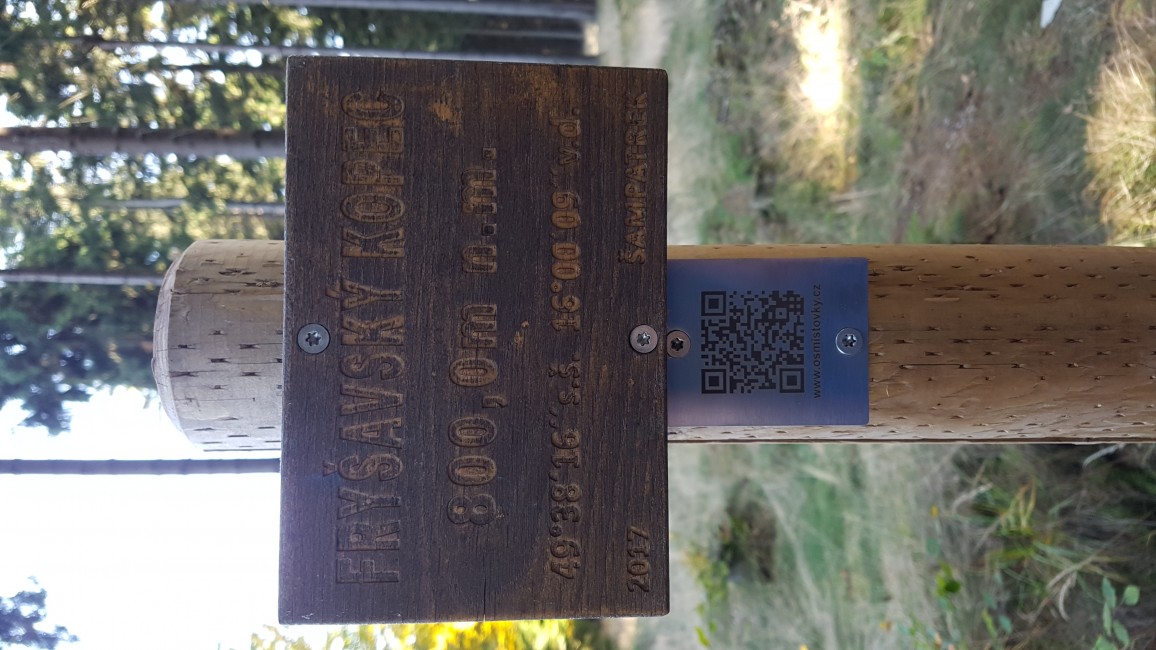 FRYŠAVSKÝ KOPEC
800,0m n.m.
49°38'16'' s.š. 16°00'09'' v.d.
2017 ŠAMPATREK
www.osmistovky.cz